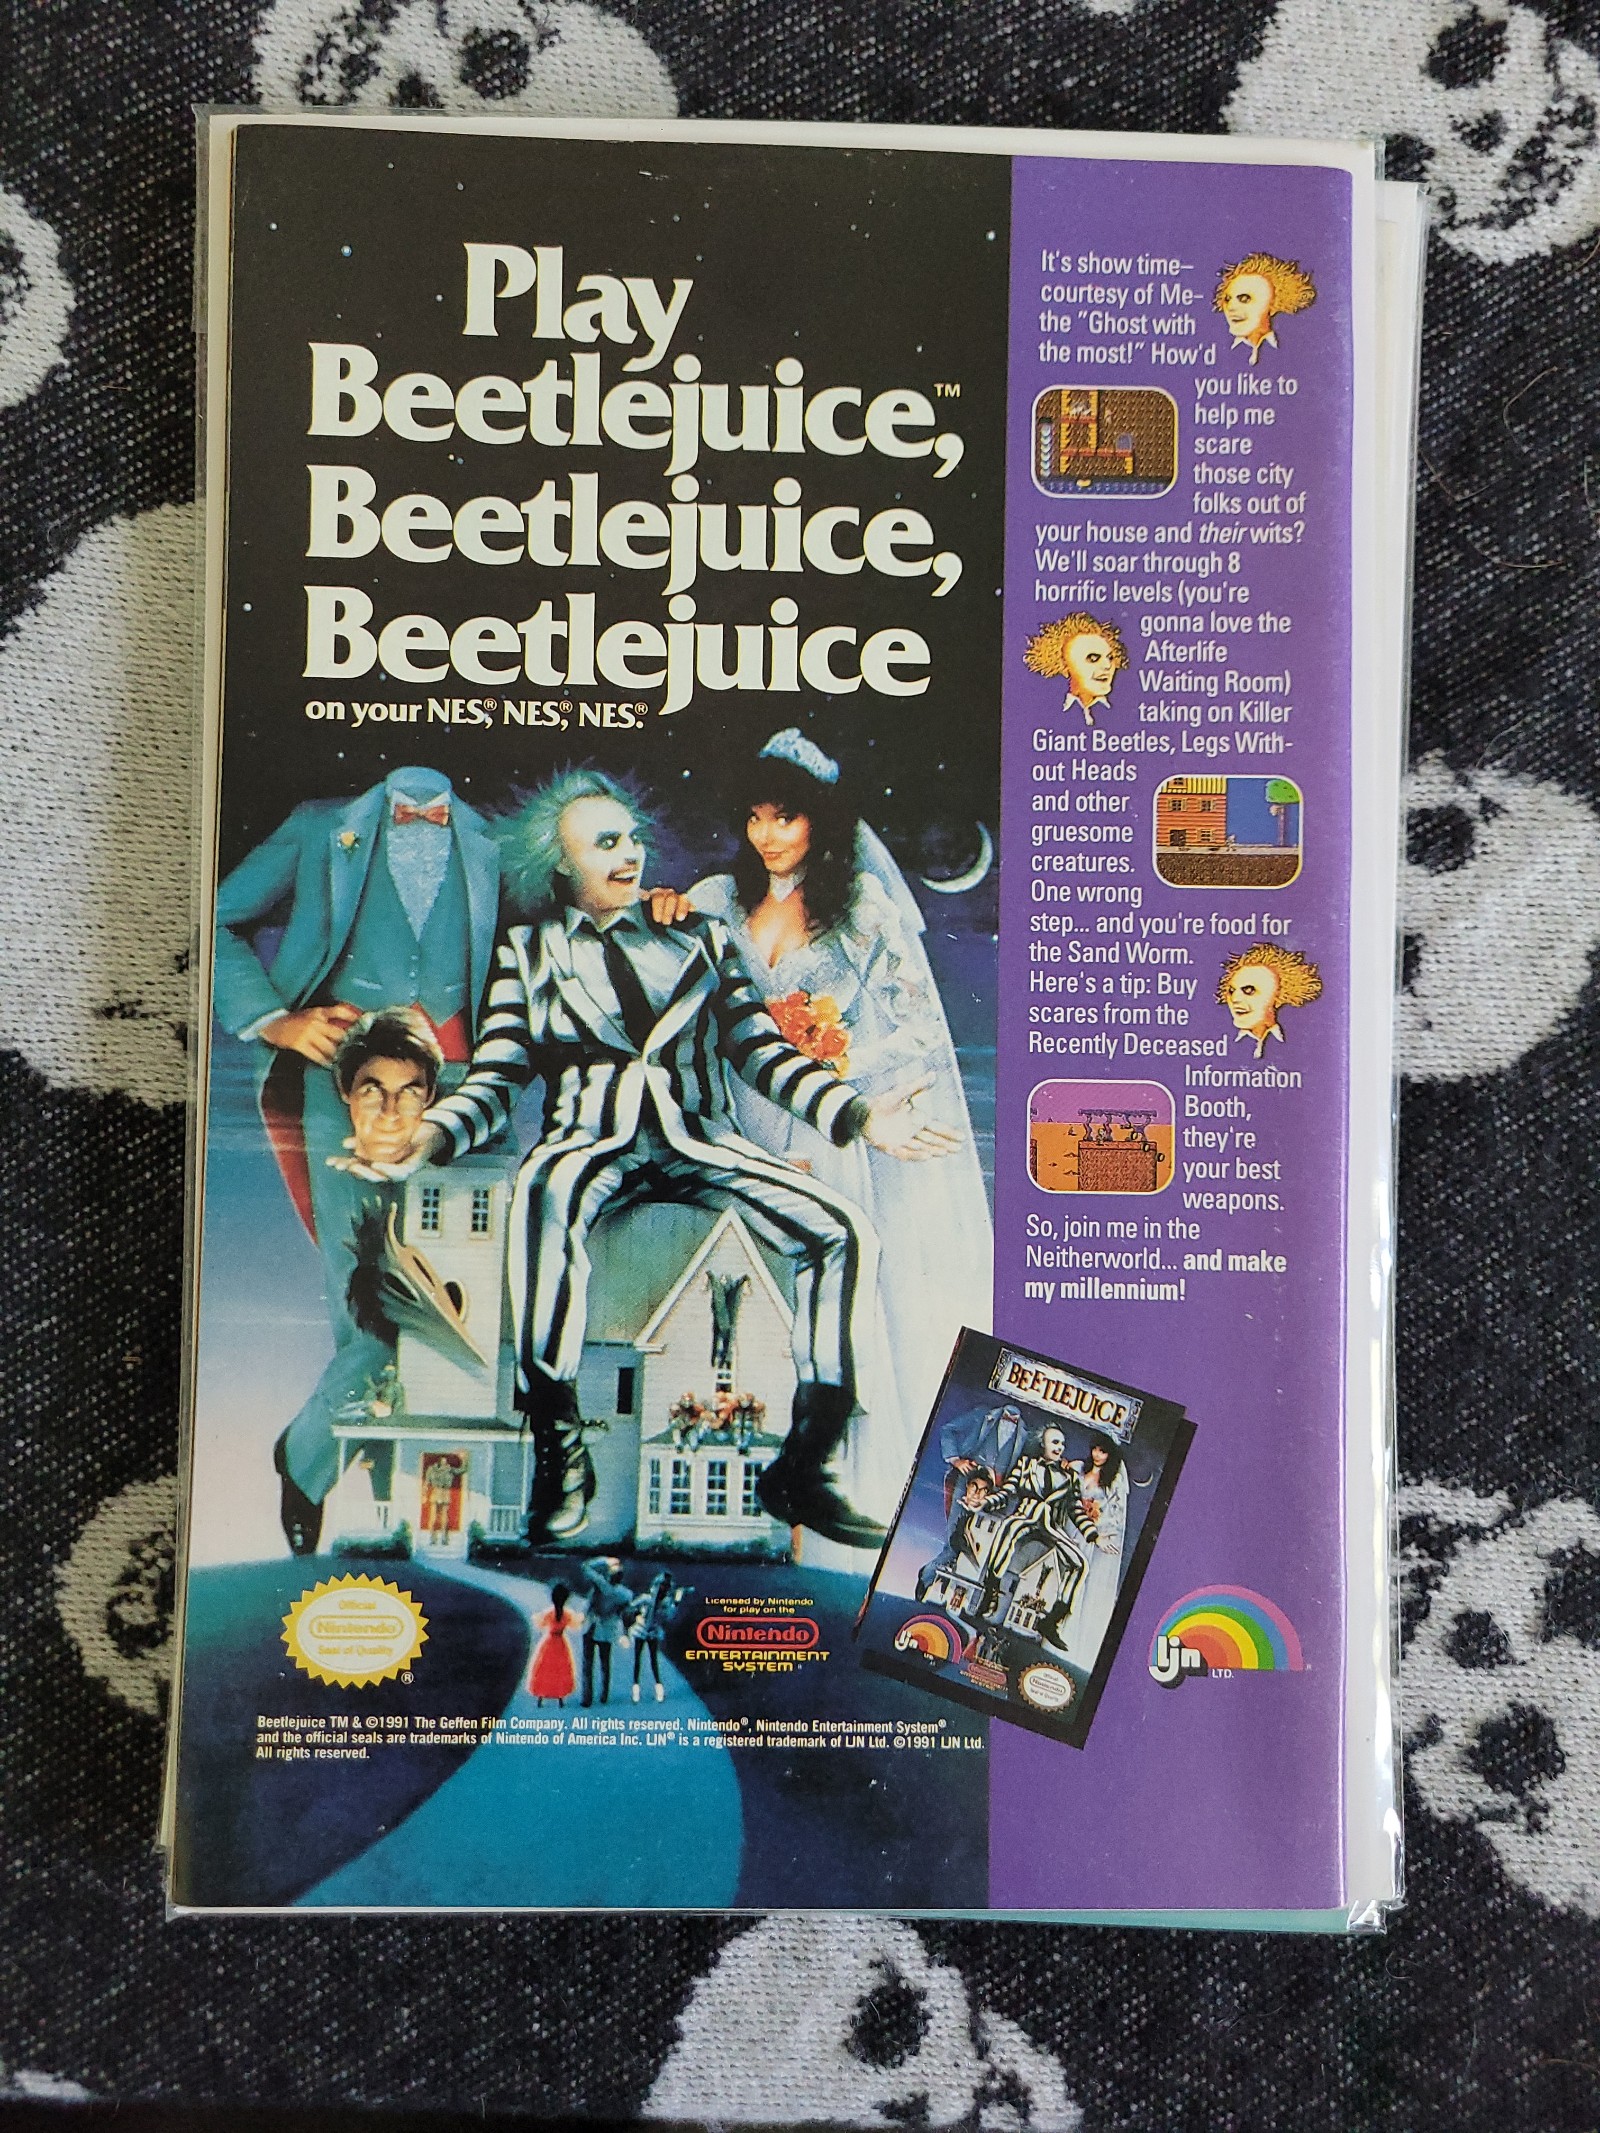 Play
Beetlejuice,™
Beetlejuice,
Beetlejuice
on your NES,® NES,® NES.®
It's show time–
courtesy of Me–
the "Ghost with
the most!" How'd
you like to
help me
scare
those city
folks out of
your house and their wits?
We'll soar through 8
horrific levels (you're
gonna love the
Afterlife
Waiting Room)
taking on Killer
Giant Beetles, Legs With-
out Heads
and other
gruesome
creatures.
One wrong
step... and you're food for
the Sand Worm.
Here's a tip: Buy
scares from the
Recently Deceased
Information
Booth,
they're
your best
weapons.
So, join me in the
Neitherworld... and make
my millennium!
BEETLEJUICE
LJN
LJN
LTD.
Official
Nintendo
Seal of Quality
®
Licensed by Nintendo
for play on the
Nintendo
ENTERTAINMENT
SYSTEM®
Beetlejuice TM & ©1991 The Geffen Film Company. All rights reserved. Nintendo®, Nintendo Entertainment System®
and the official seals are trademarks of Nintendo of America Inc. LJN® is a registered trademark of LJN Ltd. ©1991 LJN Ltd.
All rights reserved.